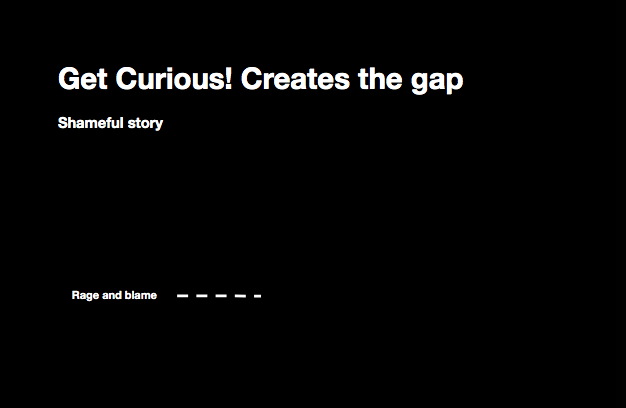 Get Curious! Creates the gap
Shameful story
Rage and blame